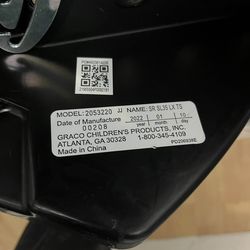 MODEL: 2053220 JJ NAME: SR SL35 LX TS
Date of Manufacture 2022 01 10
00208 YEAR MONTH DAY
GRACO CHILDREN'S PRODUCTS, INC.
ATLANTA, GA 30328 1-800-345-4109
Made in China